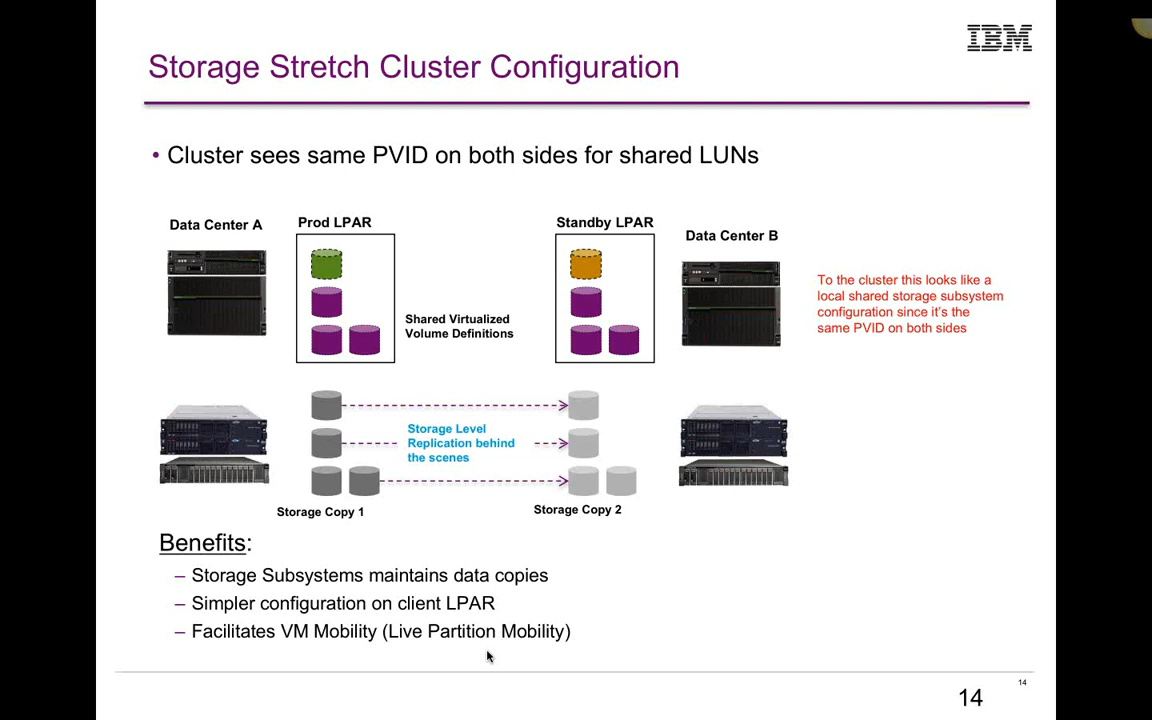 IBM
Storage Stretch Cluster Configuration
• Cluster sees same PVID on both sides for shared LUNs
Data Center A
Prod LPAR
Standby LPAR
Data Center B
Shared Virtualized
Volume Definitions
To the cluster this looks like a
local shared storage subsystem
configuration since it's the
same PVID on both sides
Storage Level
Replication behind
the scenes
Storage Copy 1
Storage Copy 2
Benefits:
– Storage Subsystems maintains data copies
– Simpler configuration on client LPAR
– Facilitates VM Mobility (Live Partition Mobility)
14
14